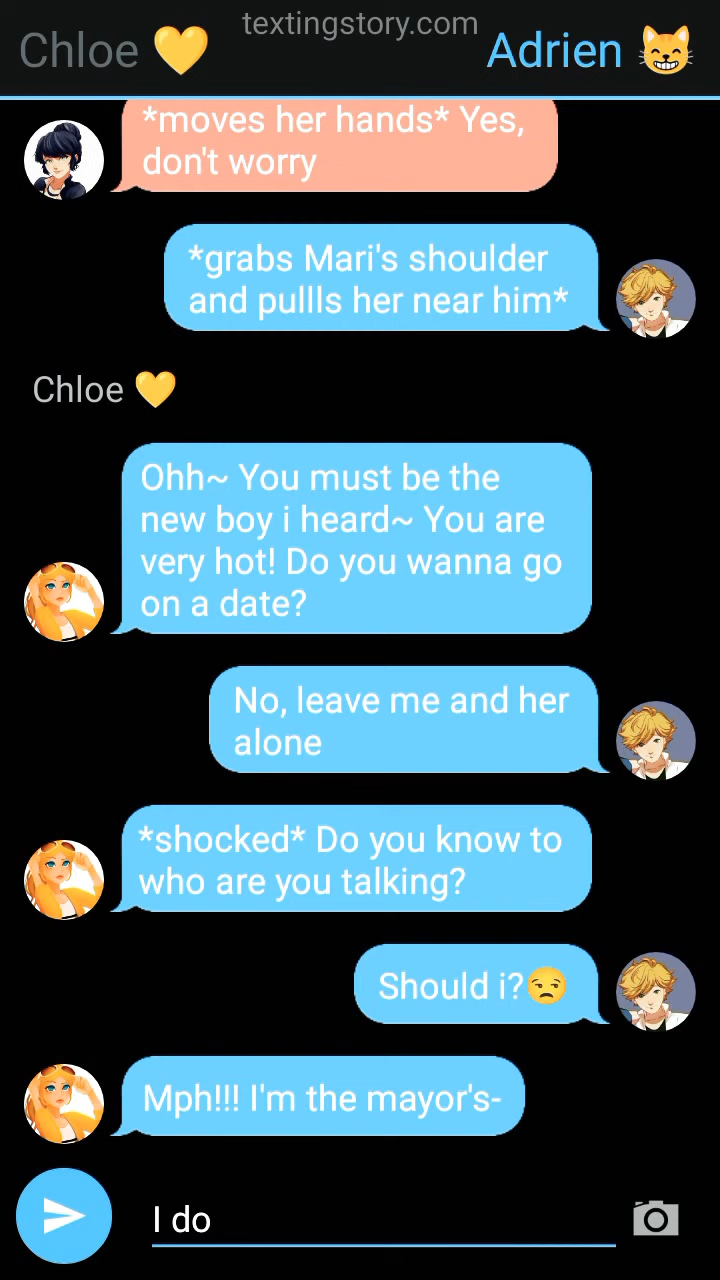 textingstory.com
Chloe 💛 Adrien 😸
*moves her hands* Yes,
don't worry
*grabs Mari's shoulder
and pullls her near him*
Chloe 💛
Ohh~ You must be the
new boy i heard~ You are
very hot! Do you wanna go
on a date?
No, leave me and her
alone
*shocked* Do you know to
who are you talking?
Should i?😒
Mph!!! I'm the mayor's-
I do